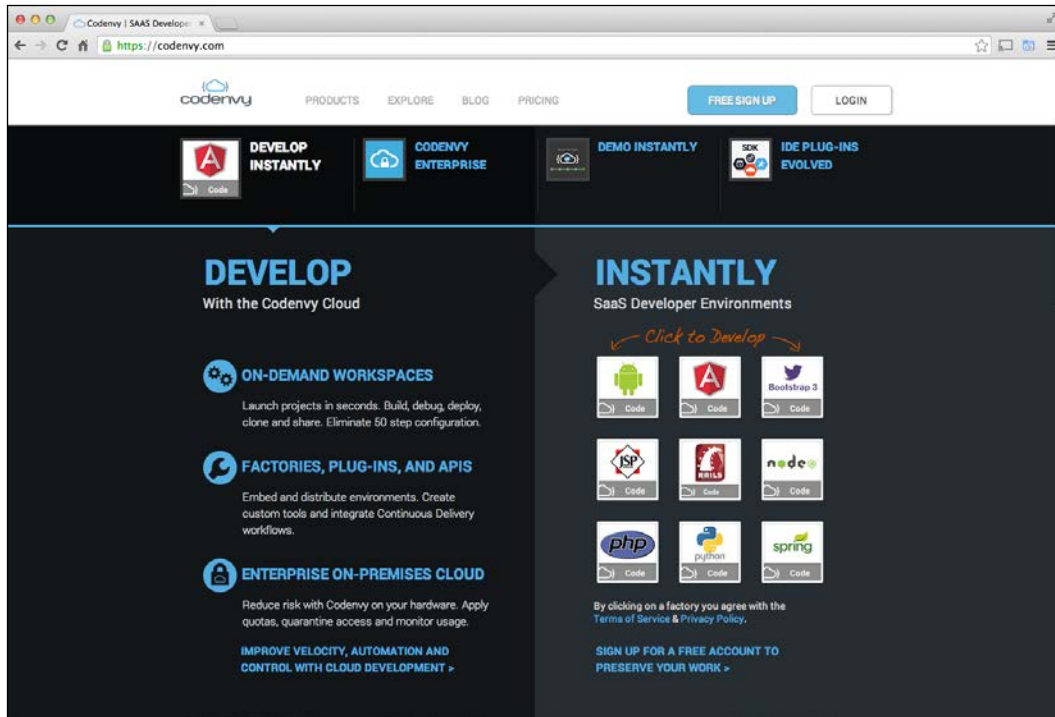 Codenvy | SAAS Develope
https://codenvy.com
codenvy
PRODUCTS EXPLORE BLOG PRICING
FREE SIGN UP
LOGIN
Code
DEVELOP
INSTANTLY
CODENVY
ENTERPRISE
DEMO INSTANTLY
SDK
IDE PLUG-INS
EVOLVED
DEVELOP
With the Codenvy Cloud
ON-DEMAND WORKSPACES
Launch projects in seconds. Build, debug, deploy,
clone and share. Eliminate 50 step configuration.
FACTORIES, PLUG-INS, AND APIS
Embed and distribute environments. Create
custom tools and integrate Continuous Delivery
workflows.
ENTERPRISE ON-PREMISES CLOUD
Reduce risk with Codenvy on your hardware. Apply
quotas, quarantine access and monitor usage.
IMPROVE VELOCITY, AUTOMATION AND
CONTROL WITH CLOUD DEVELOPMENT >
INSTANTLY
SaaS Developer Environments
Click to Develop
Bootstrap 3
Code Code Code
JSP RAILS node
Code Code Code
php python spring
Code Code Code
By clicking on a factory you agree with the
Terms of Service & Privacy Policy.
SIGN UP FOR A FREE ACCOUNT TO
PRESERVE YOUR WORK >